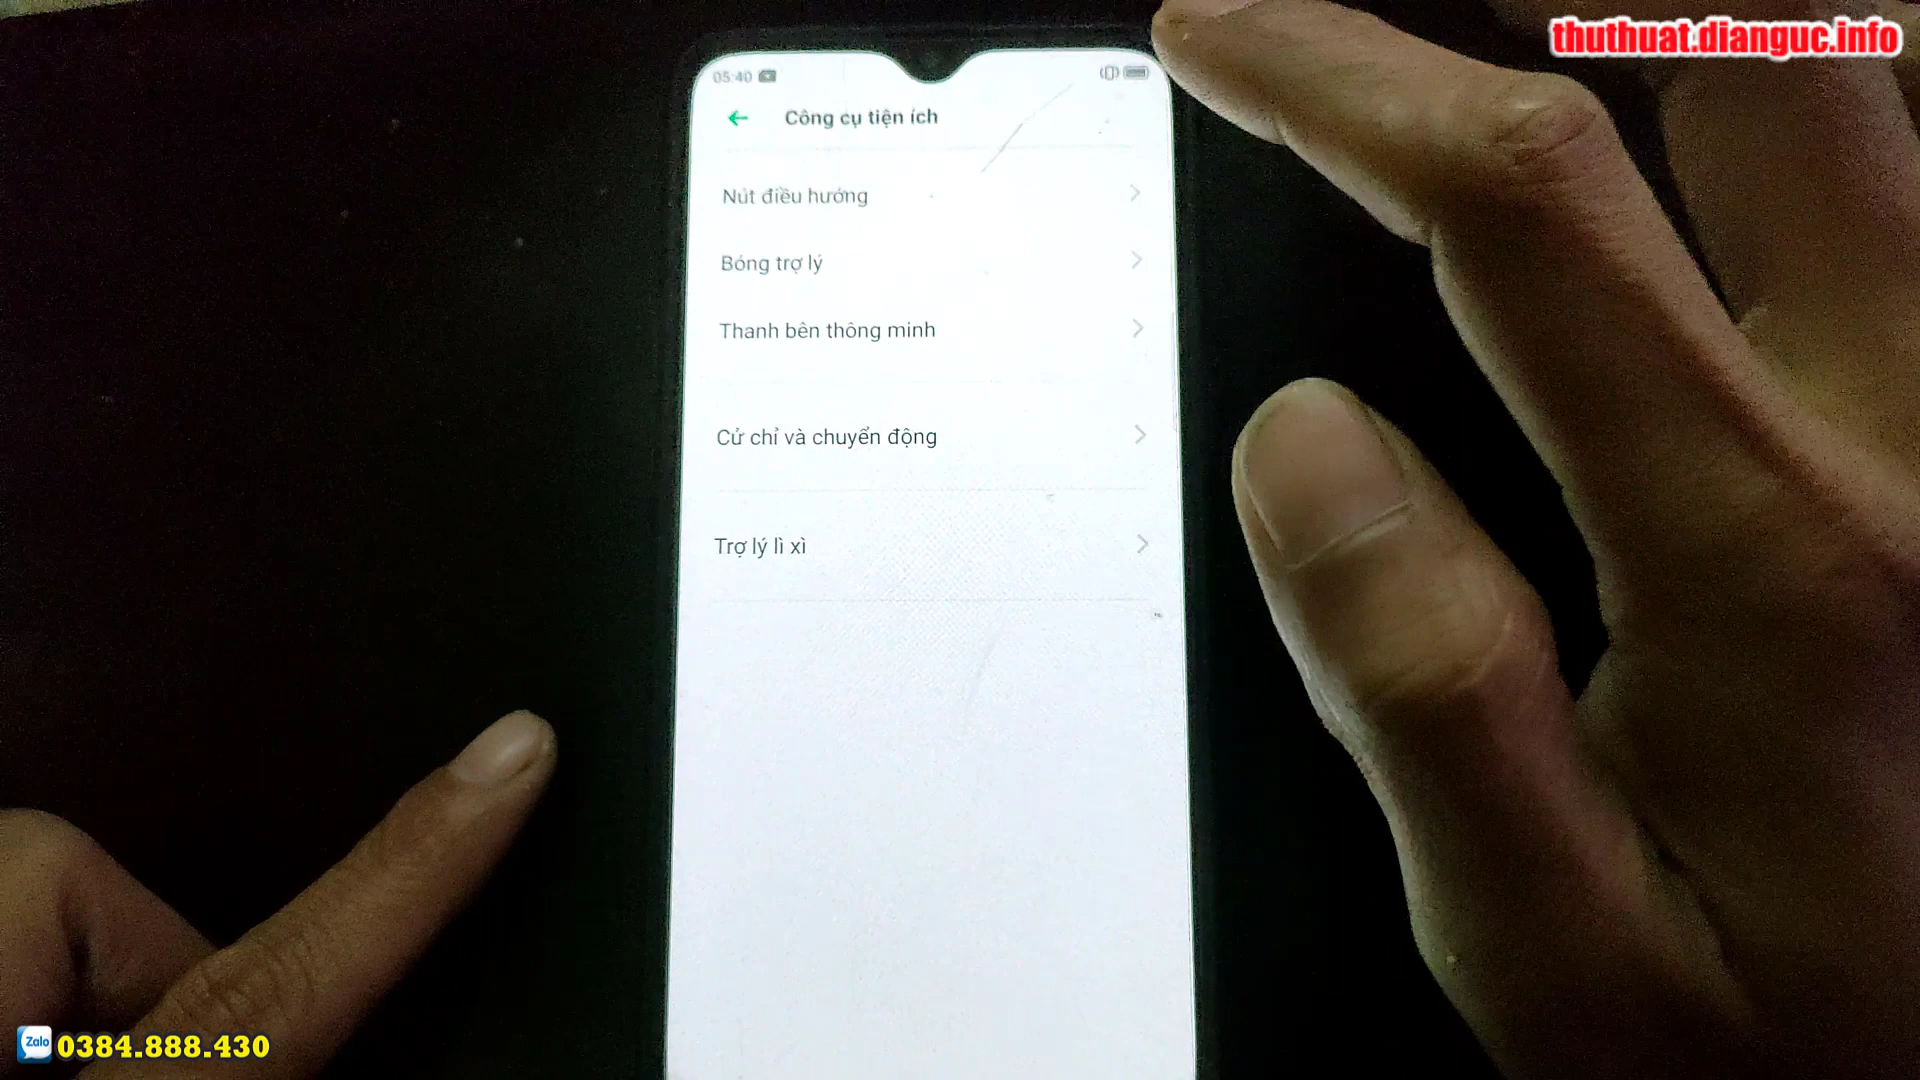 thuthuat.dianguc.info
05:40
Công cụ tiện ích
Nút điều hướng
Bóng trợ lý
Thanh bên thông minh
Cử chỉ và chuyển động
Trợ lý lì xì
Zalo 0384.888.430